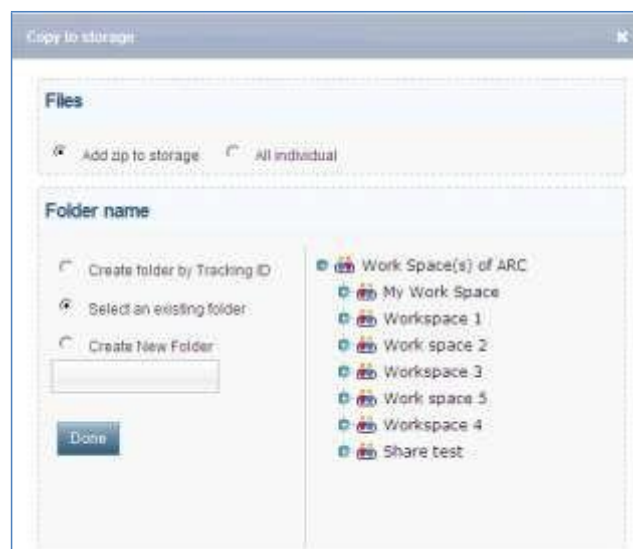 Copy to storage
Files
Add zip to storage All individual
Folder name
Create folder by Tracking ID
Select an existing folder
Create New Folder
Done
Work Space(s) of ARC
My Work Space
Workspace 1
Work space 2
Workspace 3
Work space 5
Workspace 4
Share test